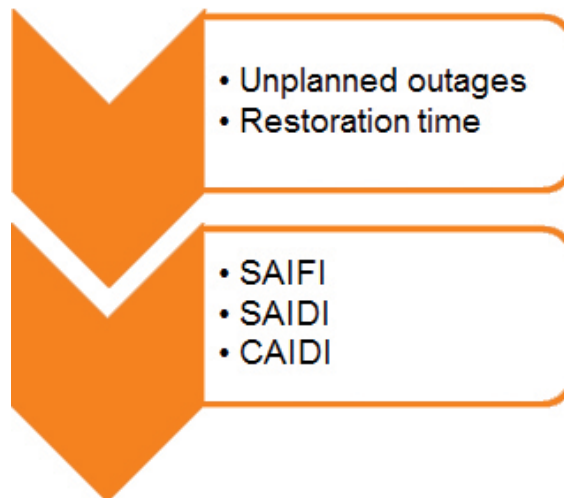 • Unplanned outages
• Restoration time
• SAIFI
• SAIDI
• CAIDI